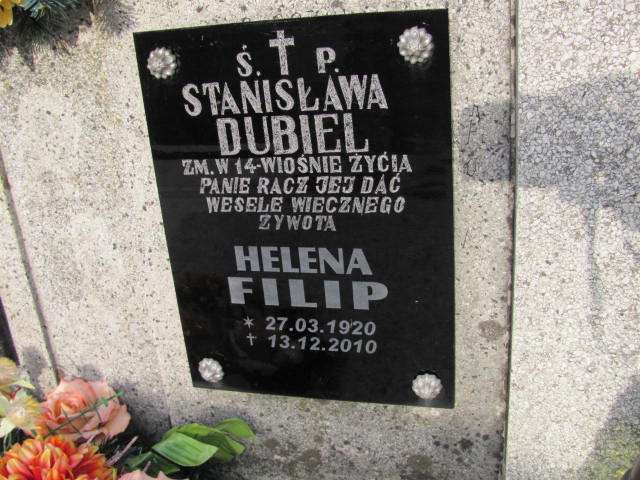 Ś. † P.
STANISŁAWA
DUBIEL
ZM. W 14-WIOŚNIE ŻYCIA
PANIE RACZ JEJ DAĆ
WESELE WIECZNEGO
ŻYWOTA
HELENA
FILIP
* 27.03.1920
† 13.12.2010